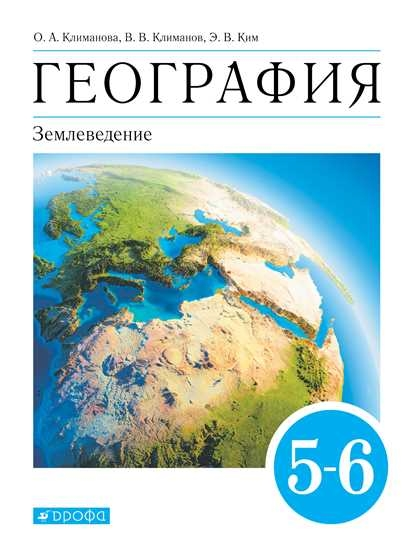 О. А. Климанова, В. В. Климанов, Э. В. Ким
ГЕОГРАФИЯ
Землеведение
5-6
дрофа